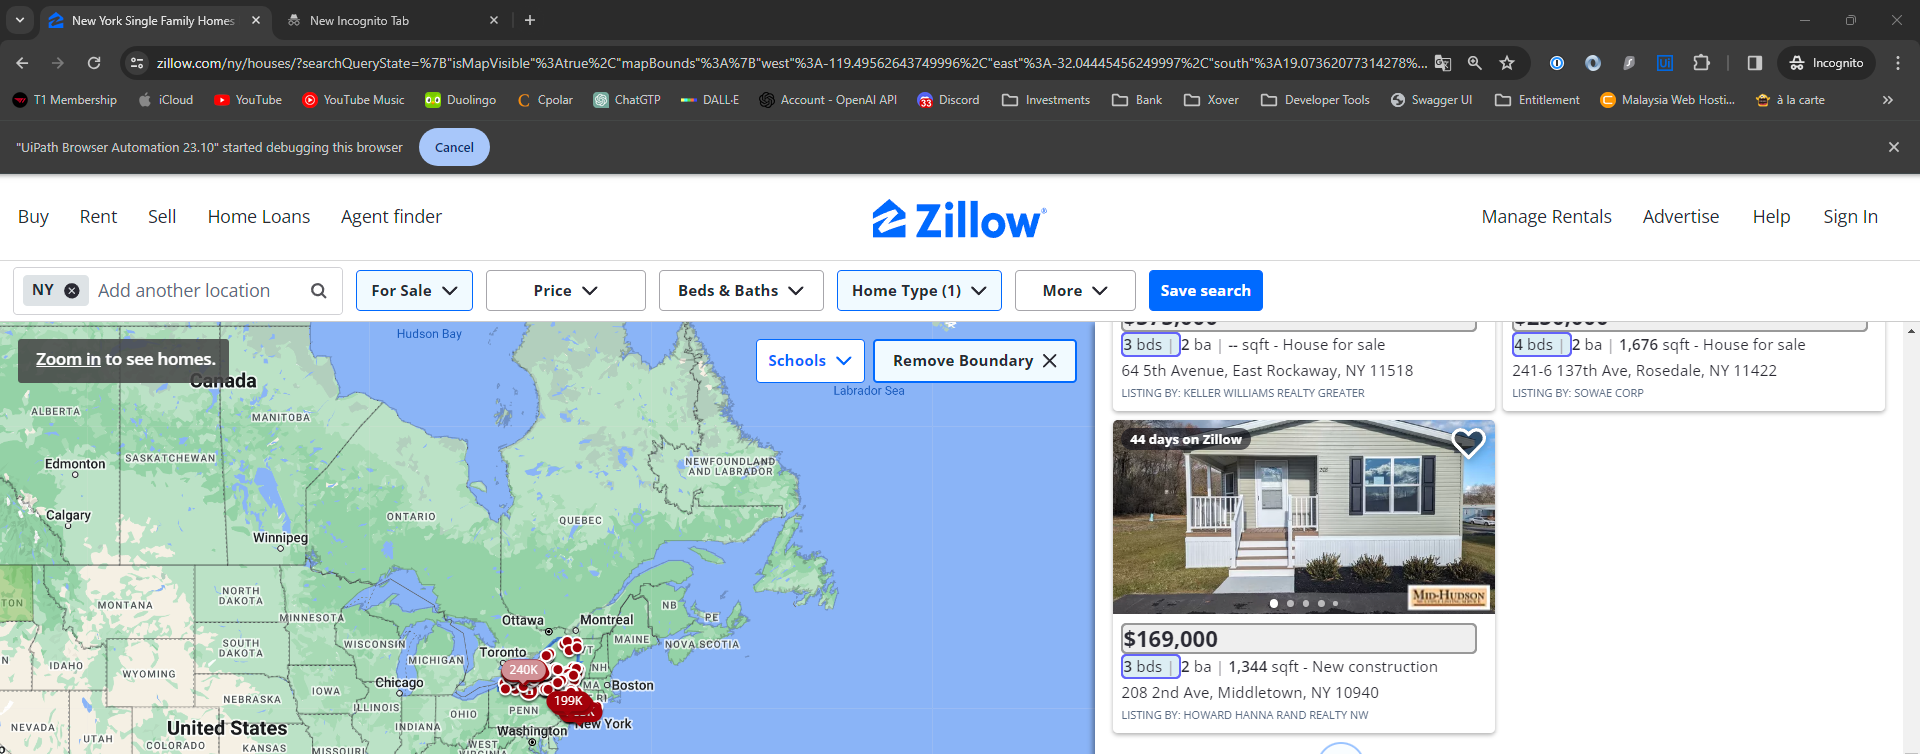 New York Single Family Homes
New Incognito Tab
zillow.com/ny/houses/?searchQueryState=%7B"isMapVisible"%3Atrue%2C"mapBounds"%3A%7B"west"%3A-119.49562643749996%2C"east"%3A-32.04445456249997%2C"south"%3A19.07362077314278%...
Incognito
T1 Membership
iCloud
YouTube
YouTube Music
Duolingo
Cpolar
ChatGTP
DALL·E
Account - OpenAI API
Discord
Investments
Bank
Xover
Developer Tools
Swagger UI
Entitlement
Malaysia Web Hosti...
à la carte
"UiPath Browser Automation 23.10" started debugging this browser
Cancel
Buy
Rent
Sell
Home Loans
Agent finder
Zillow
Manage Rentals
Advertise
Help
Sign In
NY
Add another location
For Sale
Price
Beds & Baths
Home Type (1)
More
Save search
Zoom in to see homes.
Schools
Remove Boundary
Hudson Bay
Labrador Sea
Canada
ALBERTA
MANITOBA
Edmonton
SASKATCHEWAN
NEWFOUNDLAND
AND LABRADOR
Calgary
ONTARIO
QUEBEC
Winnipeg
NORTH
DAKOTA
MONTANA
MINNESOTA
NB
PE
Ottawa
Montreal
MAINE
NOVA SCOTIA
SOUTH
DAKOTA
WISCONSIN
MICHIGAN
Toronto
VT
NH
IDAHO
WYOMING
240K
MA
Boston
Chicago
IOWA
NEBRASKA
199K
RI
ILLINOIS
OHIO
PENN
New York
NEVADA
UTAH
United States
INDIANA
Washington
COLORADO
KANSAS
MISSOURI
WEST
VIRGINIA
3 bds | 2 ba | -- sqft - House for sale
64 5th Avenue, East Rockaway, NY 11518
LISTING BY: KELLER WILLIAMS REALTY GREATER
4 bds | 2 ba | 1,676 sqft - House for sale
241-6 137th Ave, Rosedale, NY 11422
LISTING BY: SOWAE CORP
44 days on Zillow
208
MID-HUDSON
$169,000
3 bds | 2 ba | 1,344 sqft - New construction
208 2nd Ave, Middletown, NY 10940
LISTING BY: HOWARD HANNA RAND REALTY NW